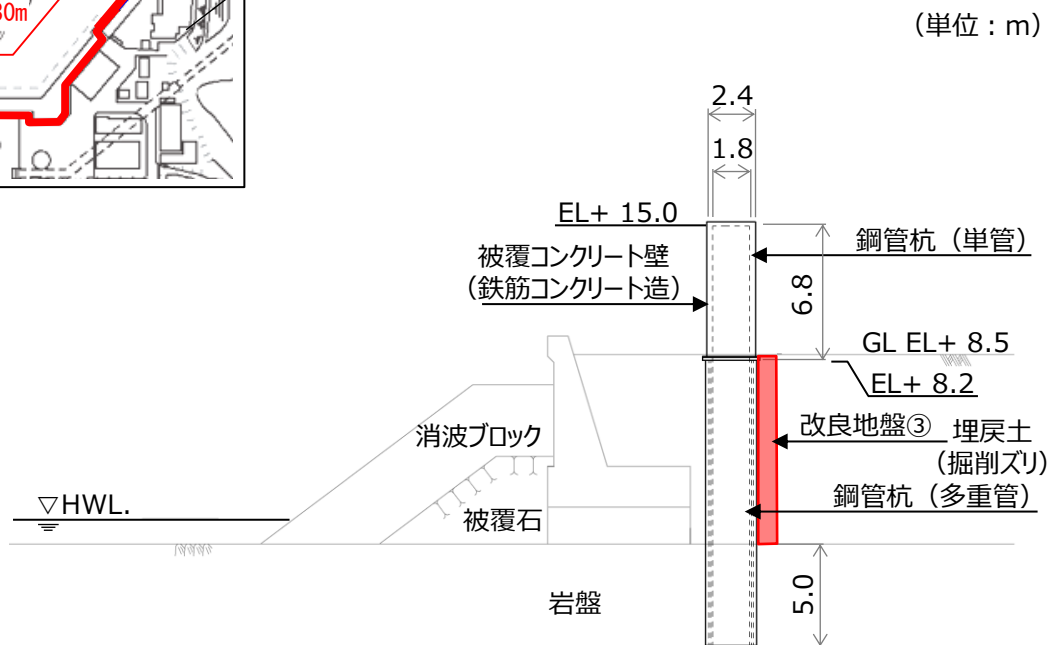 （単位：m）
2.4
1.8
EL+ 15.0
被覆コンクリート壁
（鉄筋コンクリート造）
鋼管杭（単管）
6.8
GL EL+ 8.5
EL+ 8.2
消波ブロック
改良地盤③
埋戻土
（掘削ズリ）
鋼管杭（多重管）
▽HWL.
被覆石
岩盤
5.0